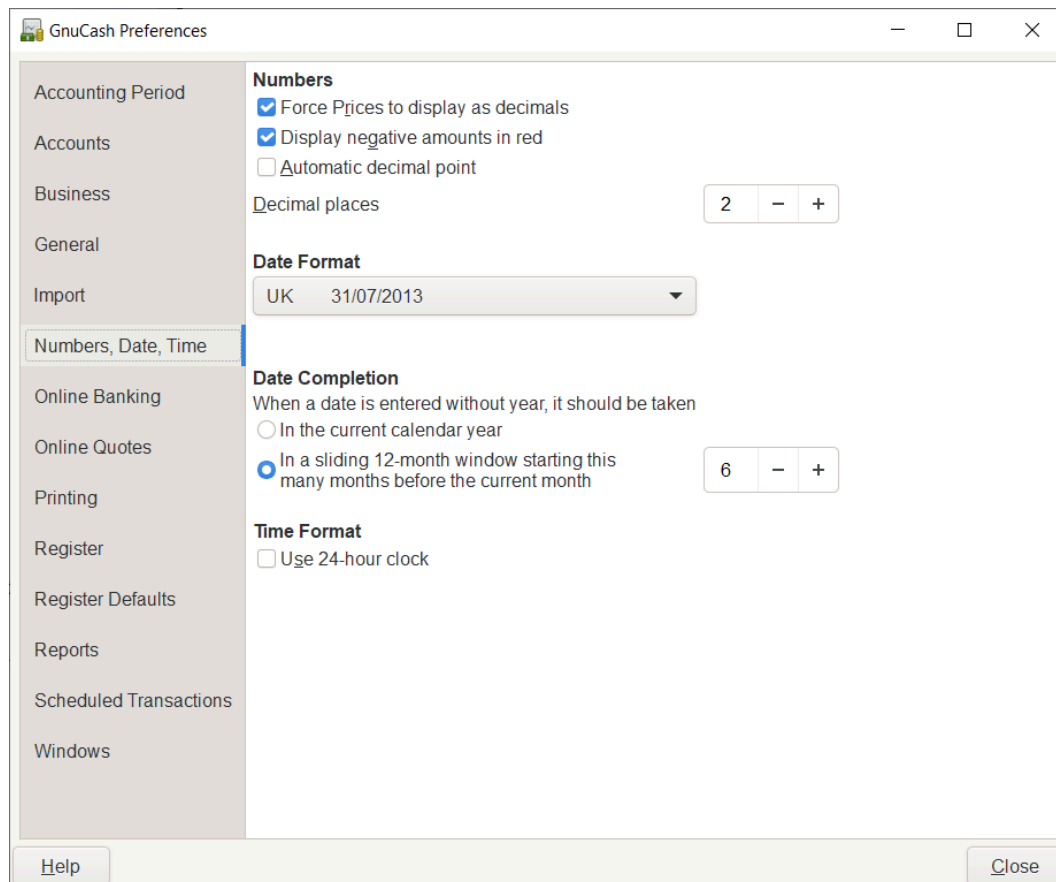 GnuCash Preferences
Accounting Period
Accounts
Business
General
Import
Numbers, Date, Time
Online Banking
Online Quotes
Printing
Register
Register Defaults
Reports
Scheduled Transactions
Windows
Numbers
Force Prices to display as decimals
Display negative amounts in red
Automatic decimal point
Decimal places 2 − +
Date Format
UK 31/07/2013
Date Completion
When a date is entered without year, it should be taken
In the current calendar year
In a sliding 12-month window starting this
many months before the current month
6 − +
Time Format
Use 24-hour clock
Help
Close